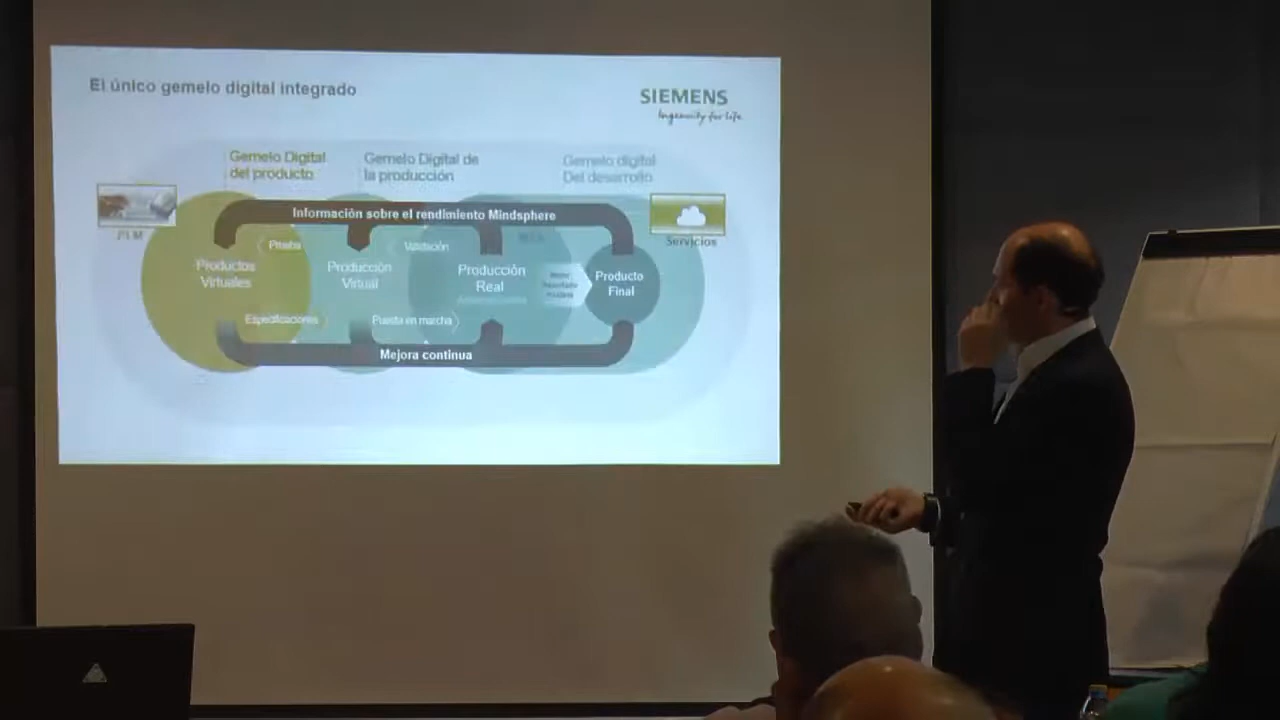 El único gemelo digital integrado
SIEMENS
Ingenuity for life
Gemelo Digital
del producto
Gemelo Digital de
la producción
Gemelo digital
Del desarrollo
PLM
Información sobre el rendimiento Mindsphere
Servicios
Prueba
Validación
Productos
Virtuales
Producción
Virtual
Producción
Real
Producto
Final
Especificaciones
Puesta en marcha
Mejora continua